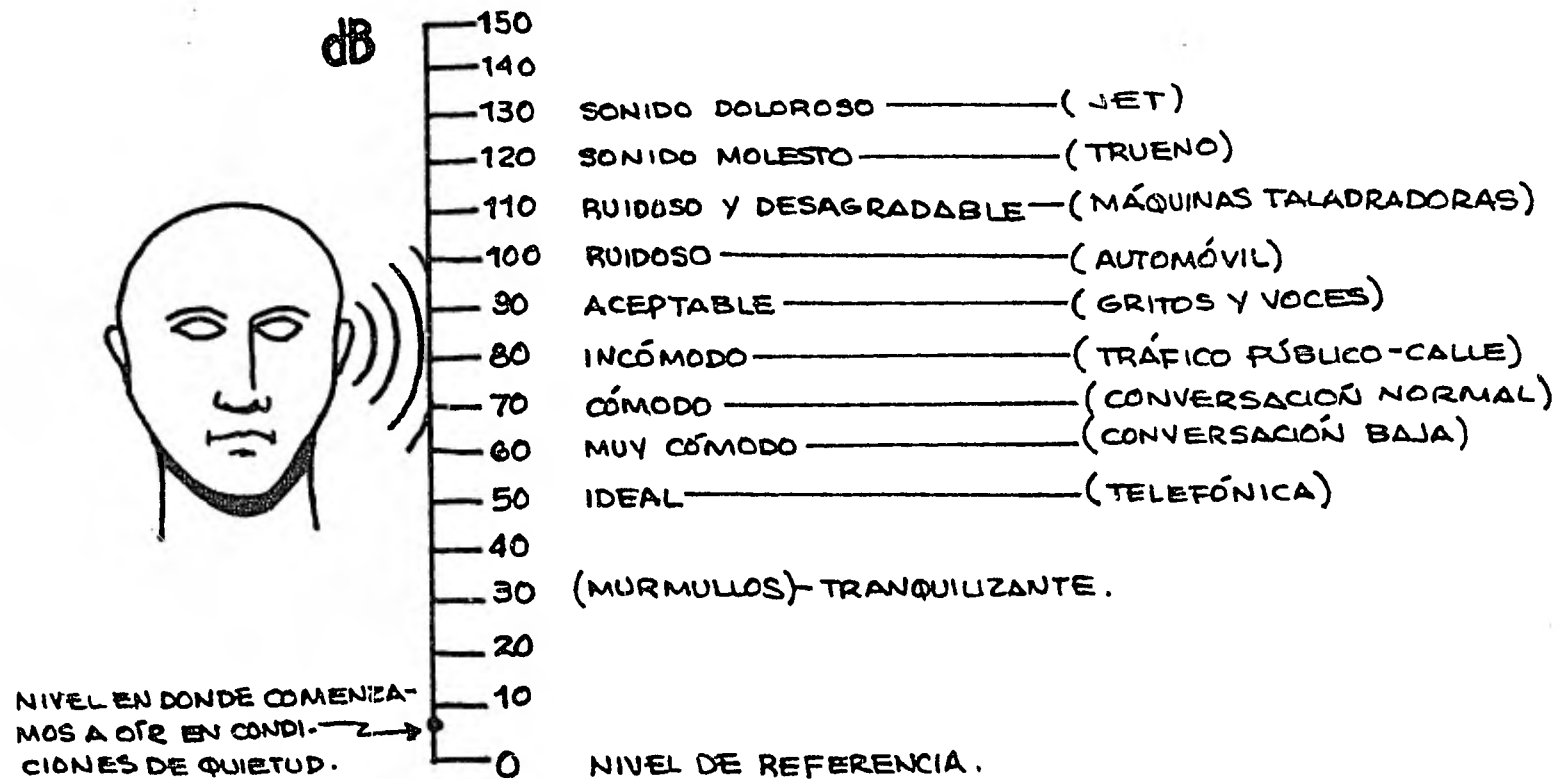 dB
150
140
130 SONIDO DOLOROSO (JET)
120 SONIDO MOLESTO (TRUENO)
110 RUIDOSO Y DESAGRADABLE (MÁQUINAS TALADRADORAS)
100 RUIDOSO (AUTOMÓVIL)
90 ACEPTABLE (GRITOS Y VOCES)
80 INCÓMODO (TRÁFICO PÚBLICO-CALLE)
70 CÓMODO (CONVERSACIÓN NORMAL)
60 MUY CÓMODO (CONVERSACIÓN BAJA)
50 IDEAL (TELEFÓNICA)
40
30 (MURMULLOS)-TRANQUILIZANTE.
20
10
0 NIVEL DE REFERENCIA.
NIVEL EN DONDE COMENZA-
MOS A OÍR EN CONDI-
CIONES DE QUIETUD.